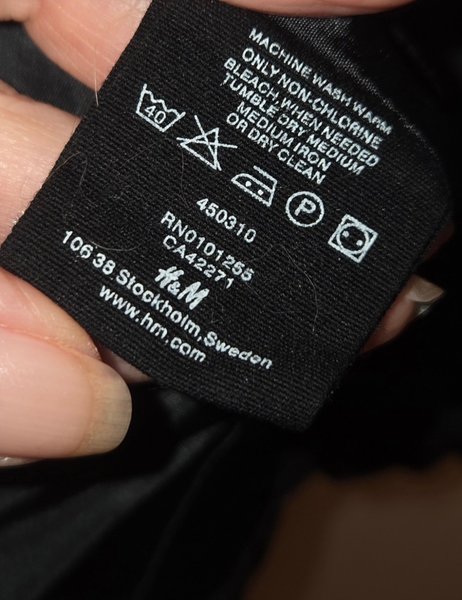 MACHINE WASH WARM
ONLY NON-CHLORINE
BLEACH WHEN NEEDED
TUMBLE DRY MEDIUM
MEDIUM IRON
OR DRY CLEAN
40
P
450310
RN0101255
CA42271
H&M
106 38 Stockholm, Sweden
www.hm.com